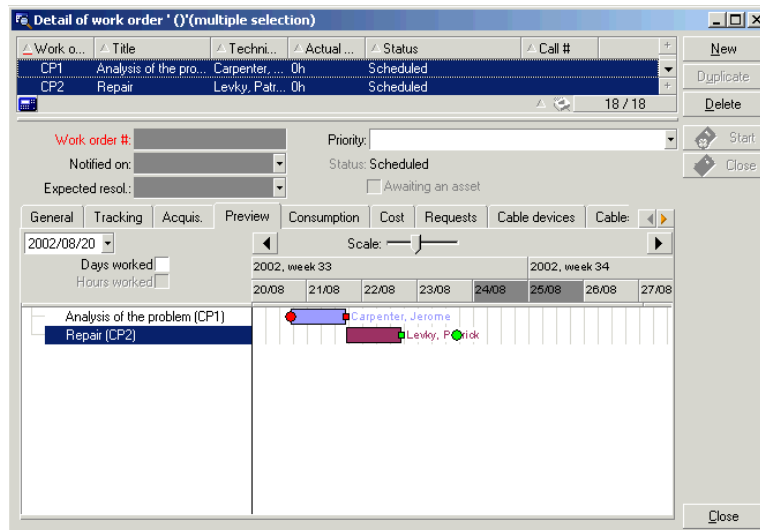 Detail of work order ' ()'(multiple selection)
Work o... Title Techni... Actual ... Status Call #
CP1 Analysis of the pro... Carpenter, ... 0h Scheduled
CP2 Repair Levky, Patr... 0h Scheduled
18 / 18
New
Duplicate
Delete
Start
Close
Work order #:
Priority:
Notified on:
Status: Scheduled
Expected resol.:
Awaiting an asset
General Tracking Acquis. Preview Consumption Cost Requests Cable devices Cable
2002/08/20
Scale:
Days worked
Hours worked
2002, week 33 2002, week 34
20/08 21/08 22/08 23/08 24/08 25/08 26/08 27/08
Analysis of the problem (CP1) Carpenter, Jerome
Repair (CP2) Levky, P rick
Close